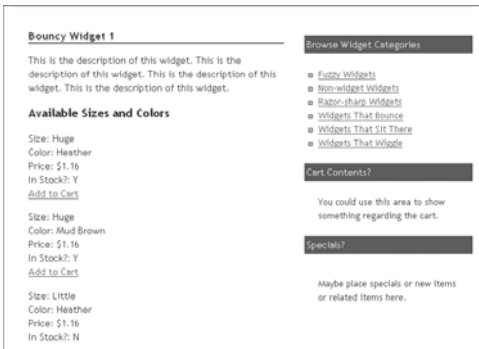 Bouncy Widget 1
This is the description of this widget. This is the
description of this widget. This is the description of this
widget. This is the description of this widget.
Available Sizes and Colors
Size: Huge
Color: Heather
Price: $1.16
In Stock?: Y
Add to Cart
Size: Huge
Color: Mud Brown
Price: $1.16
In Stock?: Y
Add to Cart
Size: Little
Color: Heather
Price: $1.16
In Stock?: N
Browse Widget Categories
Fuzzy Widgets
Non-widget Widgets
Razor-sharp Widgets
Widgets That Bounce
Widgets That Sit There
Widgets That Wiggle
Cart Contents?
You could use this area to show
something regarding the cart.
Specials?
Maybe place specials or new items
or related items here.